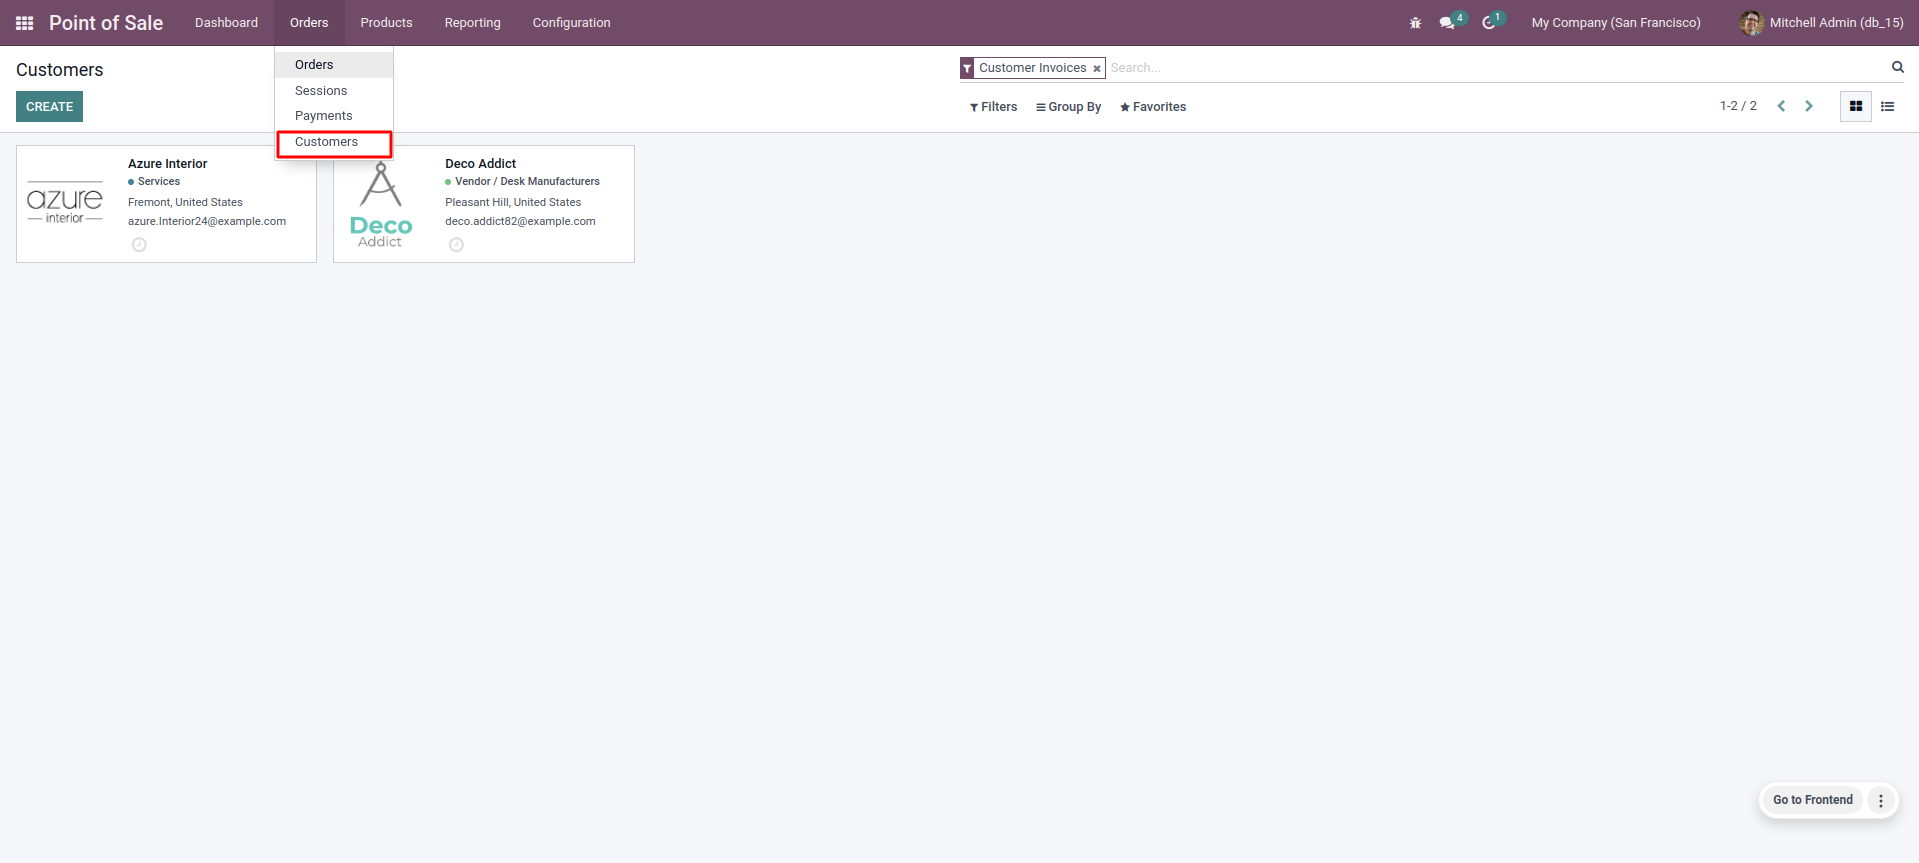 Point of Sale Dashboard Orders Products Reporting Configuration 4 1 My Company (San Francisco) Mitchell Admin (db_15)
Customers
CREATE
Orders
Sessions
Payments
Customers
Customer Invoices × Search...
Filters Group By Favorites 1-2 / 2
azure
interior
Azure Interior
Services
Fremont, United States
azure.Interior24@example.com
Deco
Addict
Deco Addict
Vendor / Desk Manufacturers
Pleasant Hill, United States
deco.addict82@example.com
Go to Frontend